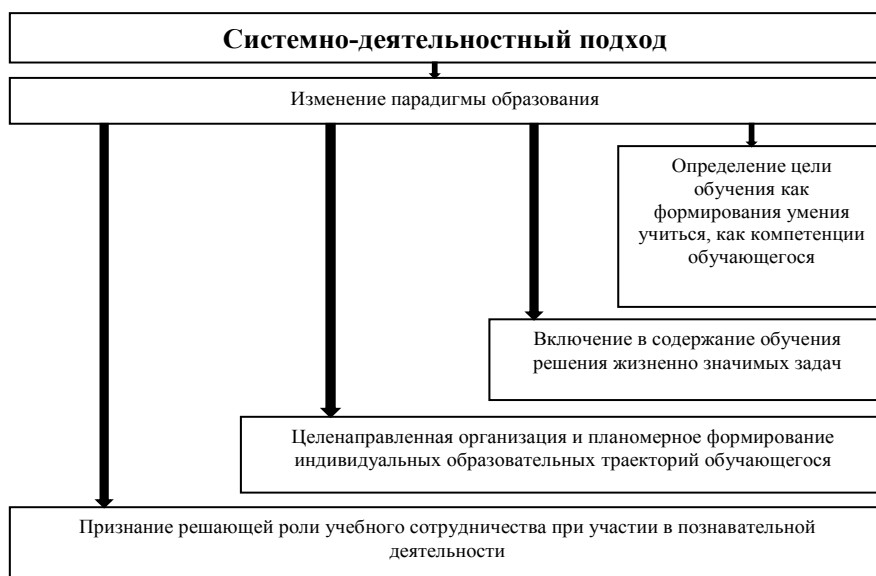 Системно-деятельностный подход
Изменение парадигмы образования
Определение цели
обучения как
формирования умения
учиться, как компетенции
обучающегося
Включение в содержание обучения
решения жизненно значимых задач
Целенаправленная организация и планомерное формирование
индивидуальных образовательных траекторий обучающегося
Признание решающей роли учебного сотрудничества при участии в познавательной
деятельности